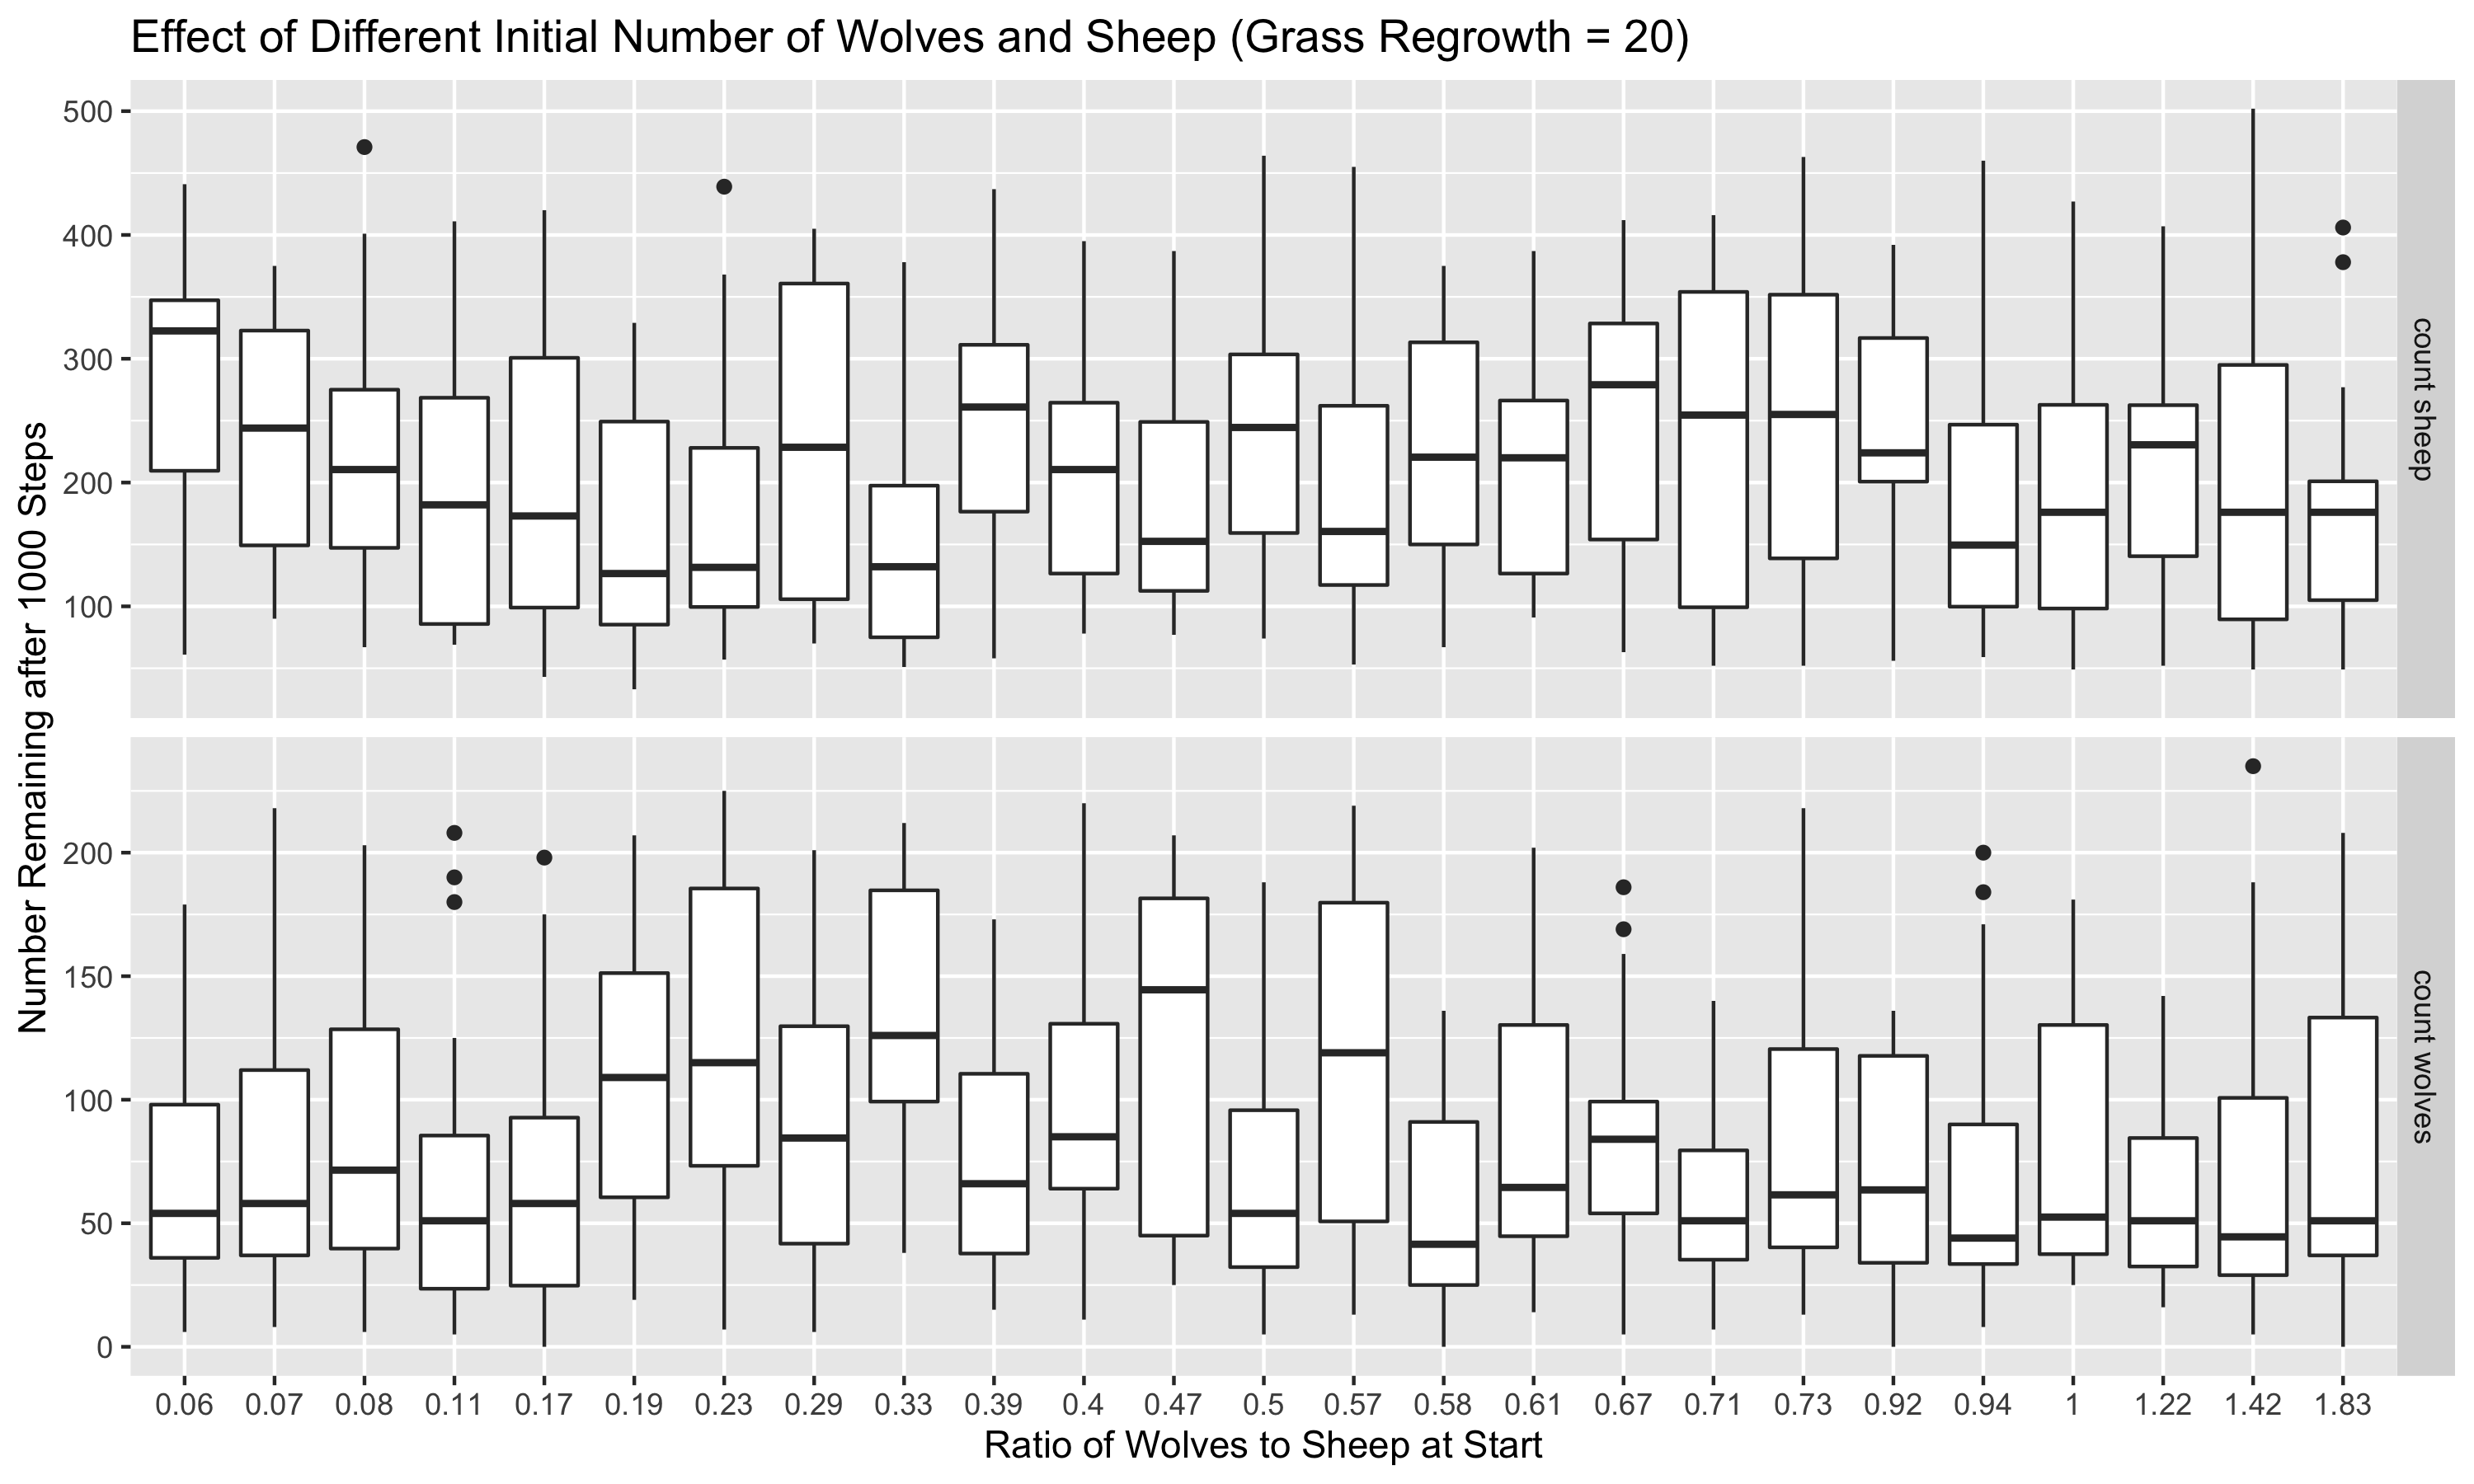 Effect of Different Initial Number of Wolves and Sheep (Grass Regrowth = 20)
Number Remaining after 1000 Steps
500
400
300
200
100
count sheep
200
150
100
50
0
count wolves
0.06 0.07 0.08 0.11 0.17 0.19 0.23 0.29 0.33 0.39 0.4 0.47 0.5 0.57 0.58 0.61 0.67 0.71 0.73 0.92 0.94 1 1.22 1.42 1.83
Ratio of Wolves to Sheep at Start